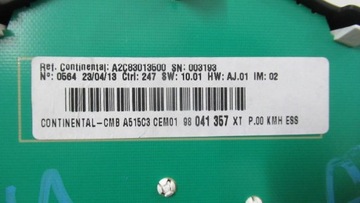 Ref. Continental: A2C83013500 SN: 003193
Nº: 0564 23/04/13 Ctrl: 247 SW: 10.01 HW: AJ.01 IM: 02
CONTINENTAL-CMB A515C3 CEM01 98 041 357 XT P.00 KMH ESS